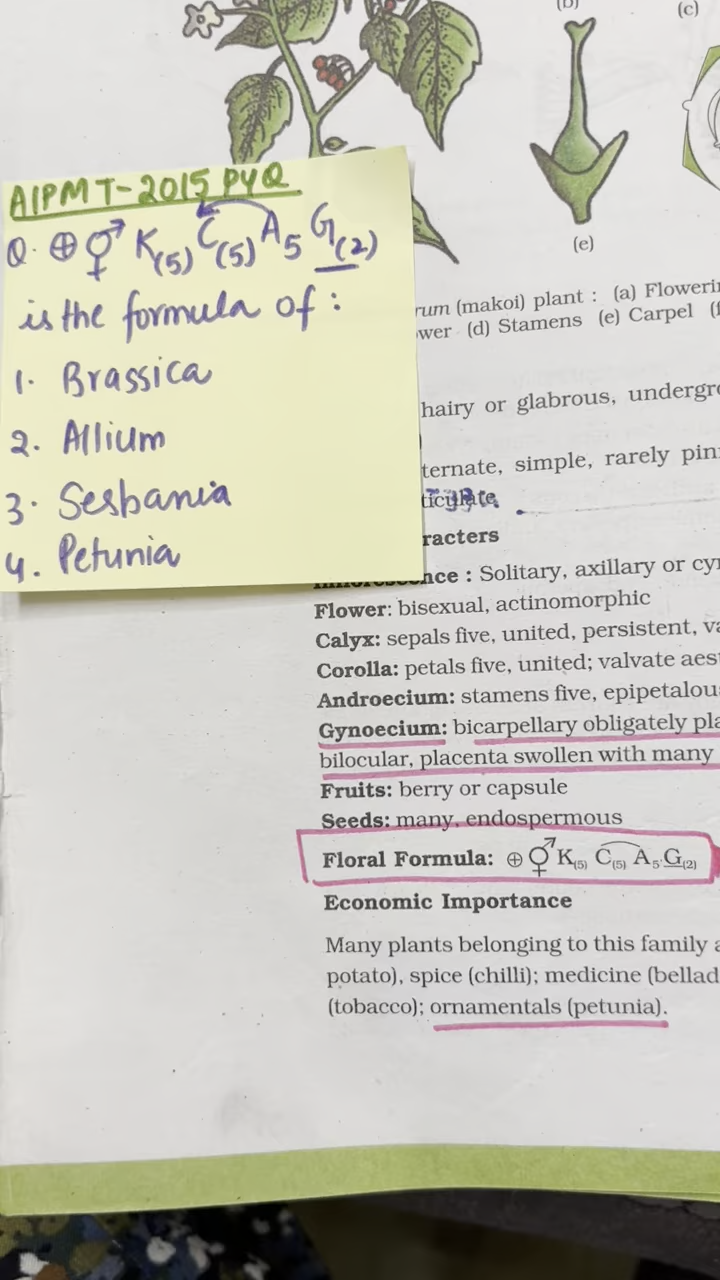 (b)
(c)
(e)
AIPMT-2015 PYQ
Q. ⊕ ⚥ K(5) C(5) A5 G(2)
is the formula of :
1. Brassica
2. Allium
3. Sesbania
4. Petunia
rum (makoi) plant : (a) Floweri
wer (d) Stamens (e) Carpel (f
hairy or glabrous, undergr
ternate, simple, rarely pin
ticulate
racters
nce : Solitary, axillary or cy
Flower: bisexual, actinomorphic
Calyx: sepals five, united, persistent, va
Corolla: petals five, united; valvate aes
Androecium: stamens five, epipetalou
Gynoecium: bicarpellary obligately pla
bilocular, placenta swollen with many
Fruits: berry or capsule
Seeds: many, endospermous
Floral Formula: ⊕ ⚥ K(5) C(5) A5 G(2)
Economic Importance
Many plants belonging to this family a
potato), spice (chilli); medicine (bellad
(tobacco); ornamentals (petunia).